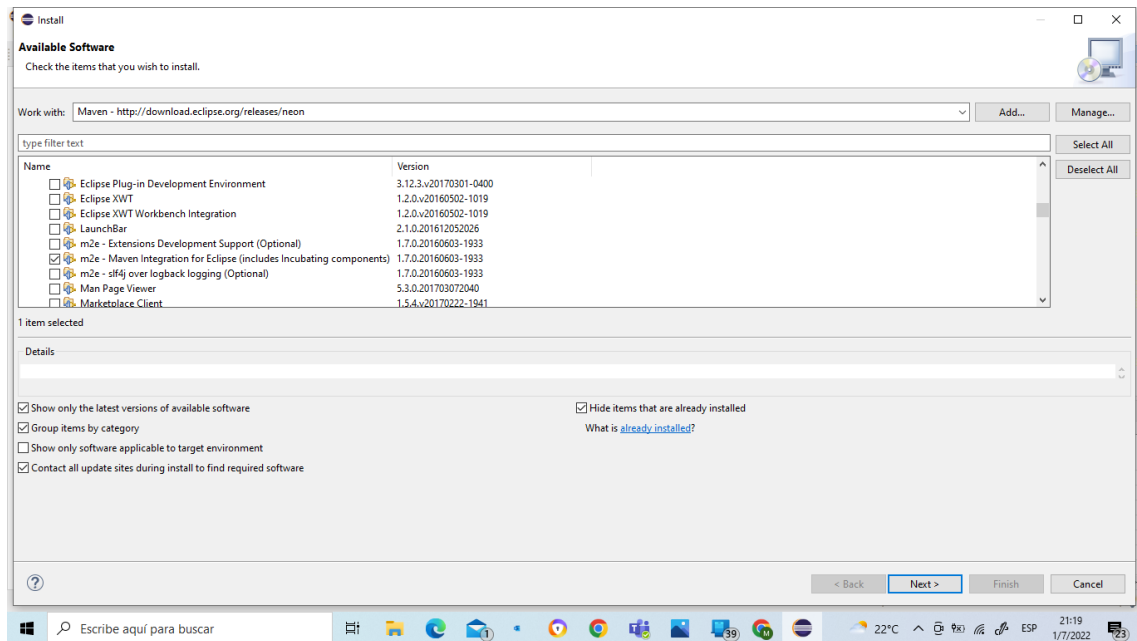 Install
Available Software
Check the items that you wish to install.
Work with: Maven - http://download.eclipse.org/releases/neon Add... Manage...
type filter text Select All
Name Version Deselect All
Eclipse Plug-in Development Environment 3.12.3.v20170301-0400
Eclipse XWT 1.2.0.v20160502-1019
Eclipse XWT Workbench Integration 1.2.0.v20160502-1019
LaunchBar 2.1.0.201612052026
m2e - Extensions Development Support (Optional) 1.7.0.20160603-1933
m2e - Maven Integration for Eclipse (includes Incubating components) 1.7.0.20160603-1933
m2e - slf4j over logback logging (Optional) 1.7.0.20160603-1933
Man Page Viewer 5.3.0.201703072040
Marketplace Client 1.5.4.v20170222-1941
1 item selected
Details
Show only the latest versions of available software Hide items that are already installed
Group items by category What is already installed?
Show only software applicable to target environment
Contact all update sites during install to find required software
? < Back Next > Finish Cancel
Escribe aquí para buscar 1 39 22°C ESP 21:19
1/7/2022 23